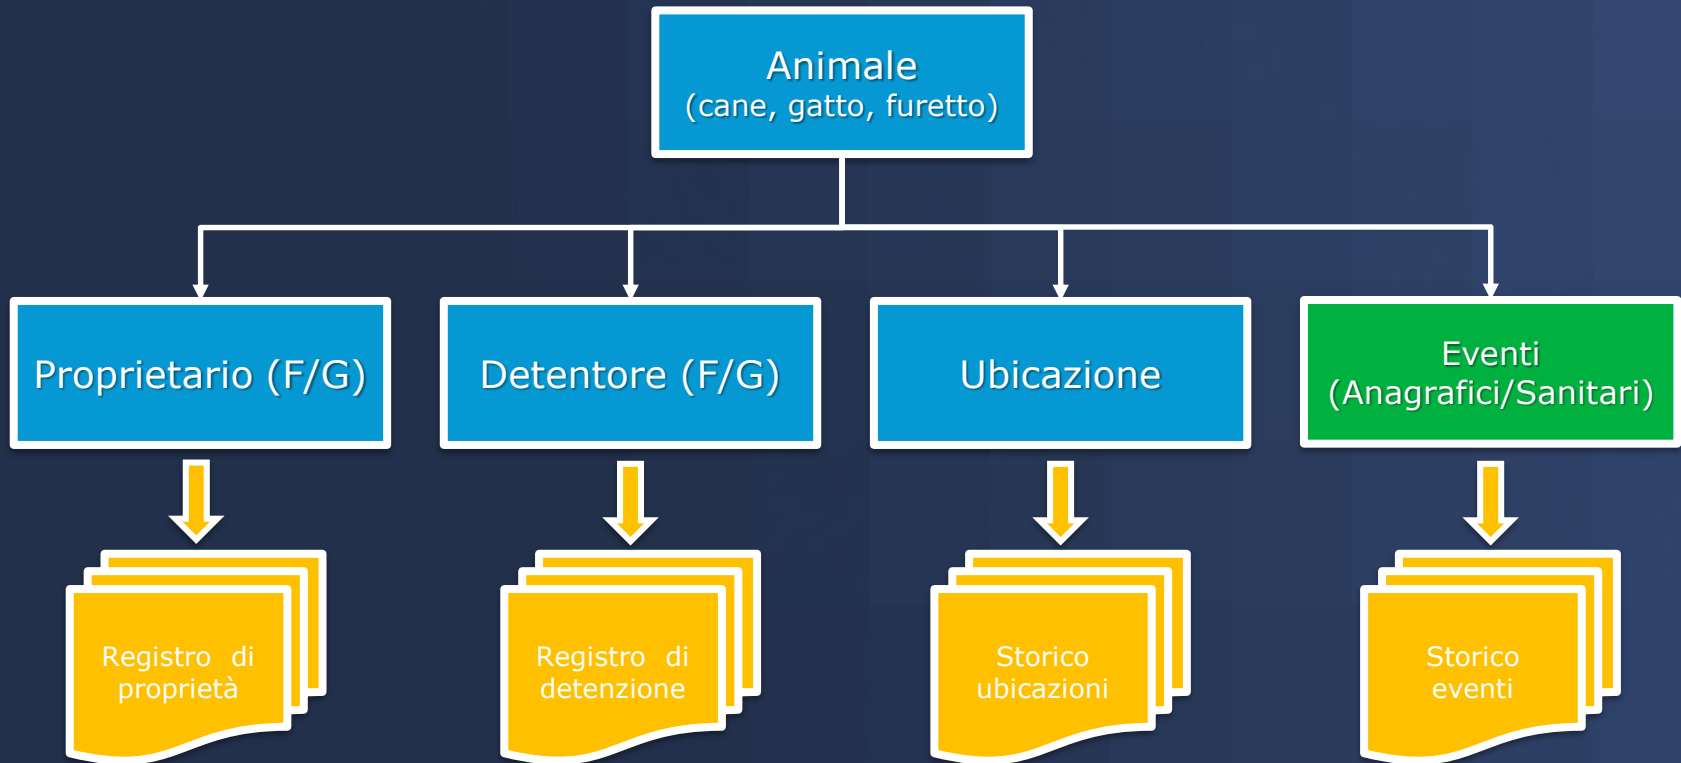 Animale
(cane, gatto, furetto)
Proprietario (F/G)
Detentore (F/G)
Ubicazione
Eventi
(Anagrafici/Sanitari)
Registro di
proprietà
Registro di
detenzione
Storico
ubicazioni
Storico
eventi